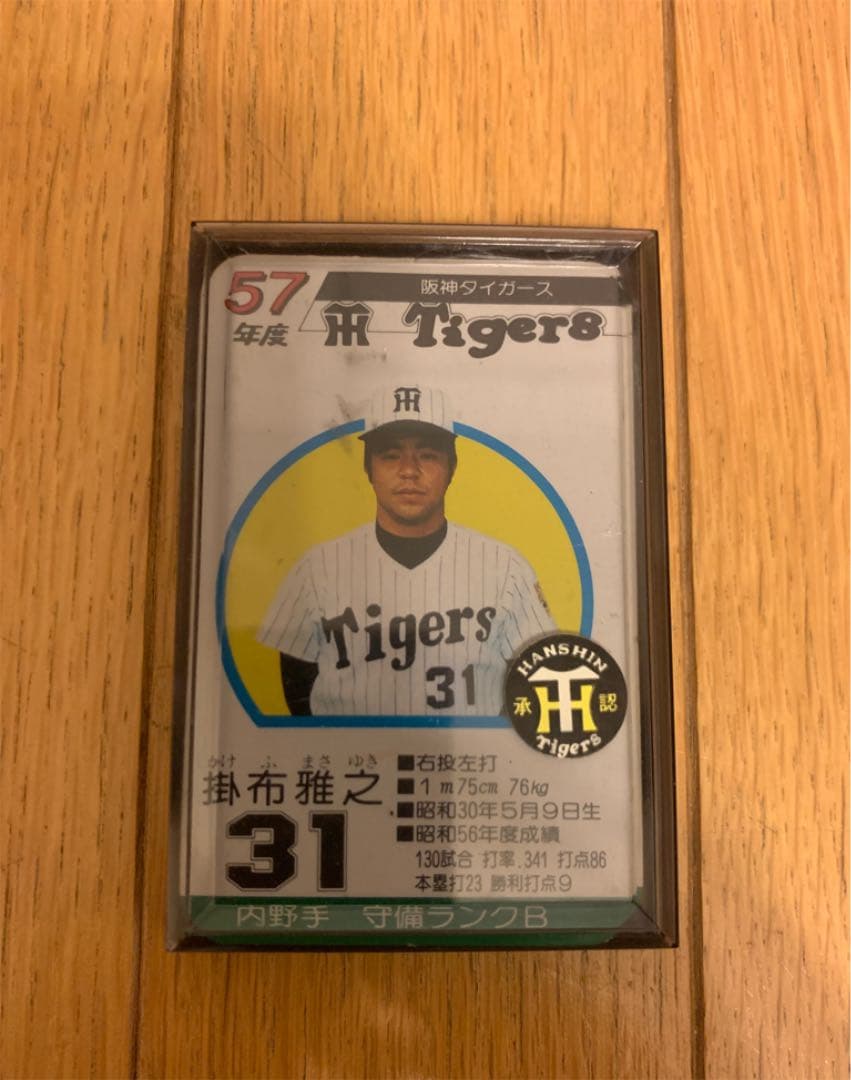 57
年度
阪神タイガース
TH Tigers
TH
Tigers
31
HANSHIN
承 TH 認
Tigers
かけ ふ まさ ゆき
掛布雅之
31
■右投左打
■1m75cm 76kg
■昭和30年5月9日生
■昭和56年度成績
130試合 打率.341 打点86
本塁打23 勝利打点9
内野手 守備ランクB